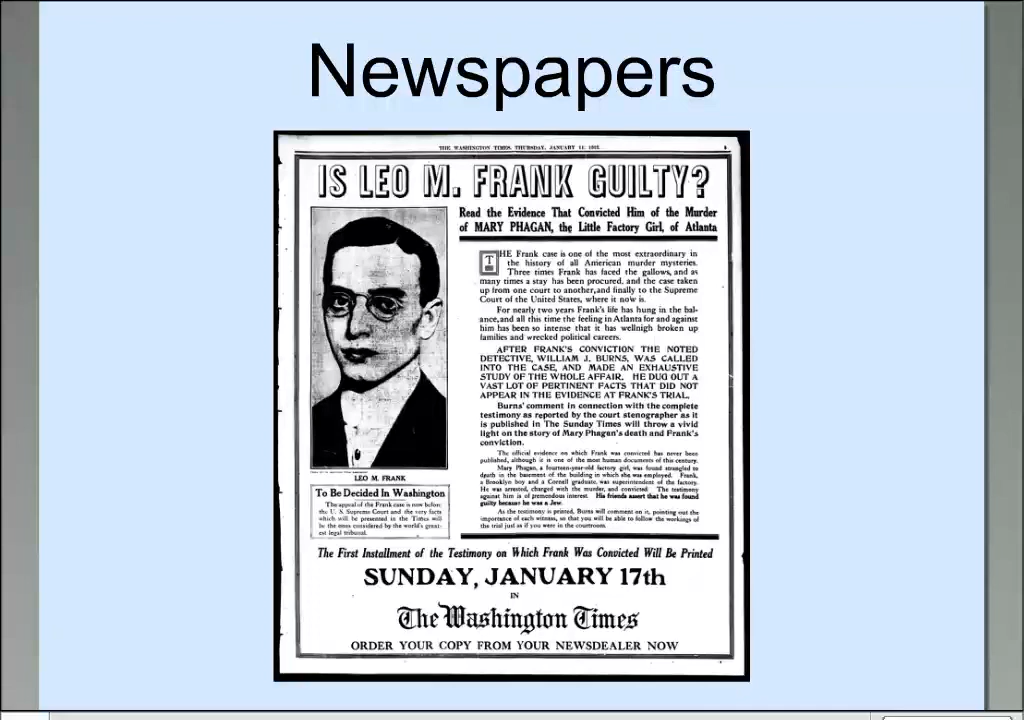 Newspapers
THE WASHINGTON TIMES, THURSDAY, JANUARY
IS LEO M. FRANK GUILTY?
Read the Evidence That Convicted Him of the Murder
of MARY PHAGAN, the Little Factory Girl, of Atlanta
THE Frank case is one of the most extraordinary in
the history of all American murder mysteries.
Three times Frank has faced the gallows, and as
many times a stay has been procured, and the case taken
up from one court to another, and finally to the Supreme
Court of the United States, where it now is.
For nearly two years Frank's life has hung in the bal-
ance, and all this time the feeling in Atlanta for and against
him has been so intense that it has wellnigh broken up
families and wrecked political careers.
AFTER FRANK'S CONVICTION THE NOTED
DETECTIVE, WILLIAM J. BURNS, WAS CALLED
INTO THE CASE, AND MADE AN EXHAUSTIVE
STUDY OF THE WHOLE AFFAIR. HE DUG OUT A
VAST LOT OF PERTINENT FACTS THAT DID NOT
APPEAR IN THE EVIDENCE AT FRANK'S TRIAL.
Burns' comment in connection with the complete
testimony as reported by the court stenographer as it
is published in The Sunday Times will throw a vivid
light on the story of Mary Phagan's death and Frank's
conviction.
The official evidence on which Frank was convicted has never been
published, although it is one of the most human documents of this century.
Mary Phagan, a fourteen-year-old factory girl, was found strangled to
death in the basement of the building in which she was employed. Frank,
a Brooklyn boy and a Cornell graduate, was superintendent of the factory.
He was arrested, charged with the murder, and convicted. The testimony
against him is of tremendous interest. His friends assert that he was found
guilty because he was a Jew.
As the testimony is printed, Burns will comment on it, pointing out the
importance of each witness, so that you will be able to follow the workings of
the trial just as if you were in the courtroom.
LEO M. FRANK
To Be Decided In Washington
The appeal of the Frank case is now before
the U. S. Supreme Court and the very facts
which will be presented in the Times will
be the ones considered by the world's great-
est legal tribunal.
The First Installment of the Testimony on Which Frank Was Convicted Will Be Printed
SUNDAY, JANUARY 17th
IN
The Washington Times
ORDER YOUR COPY FROM YOUR NEWSDEALER NOW